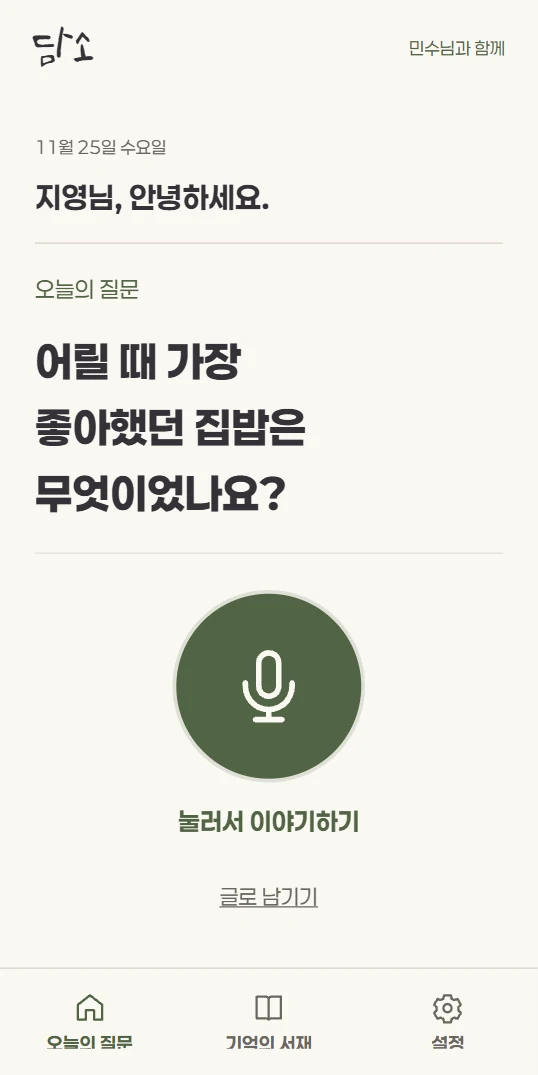 담소
민수님과 함께
11월 25일 수요일
지영님, 안녕하세요.
오늘의 질문
어릴 때 가장
좋아했던 집밥은
무엇이었나요?
눌러서 이야기하기
글로 남기기
오늘의 질문
기억의 서재
설정